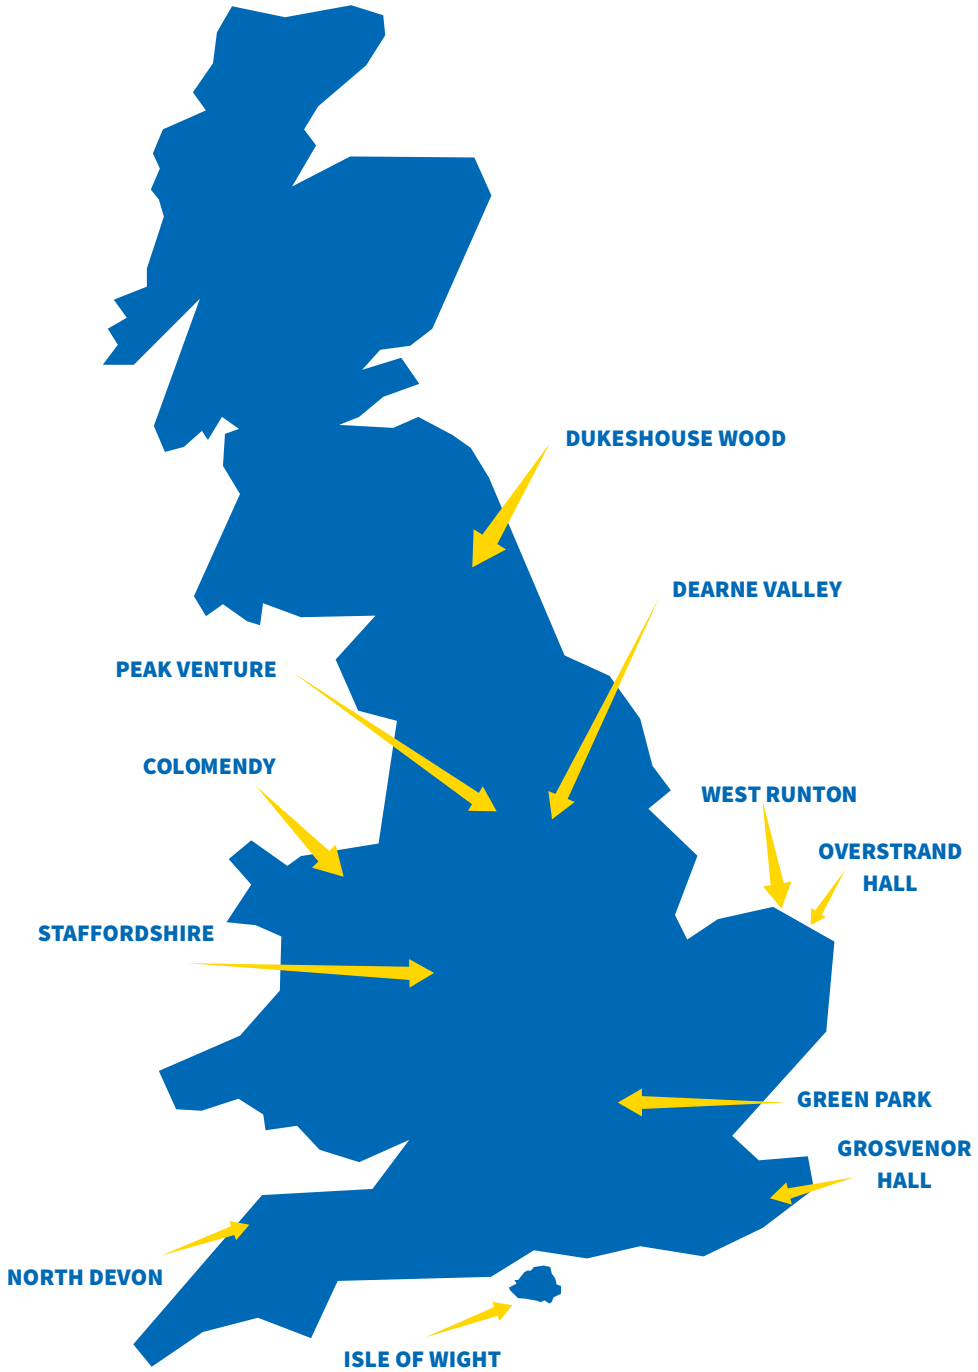 DUKESHOUSE WOOD
DEARNE VALLEY
PEAK VENTURE
COLOMENDY
WEST RUNTON
OVERSTRAND
HALL
STAFFORDSHIRE
GREEN PARK
GROSVENOR
HALL
NORTH DEVON
ISLE OF WIGHT